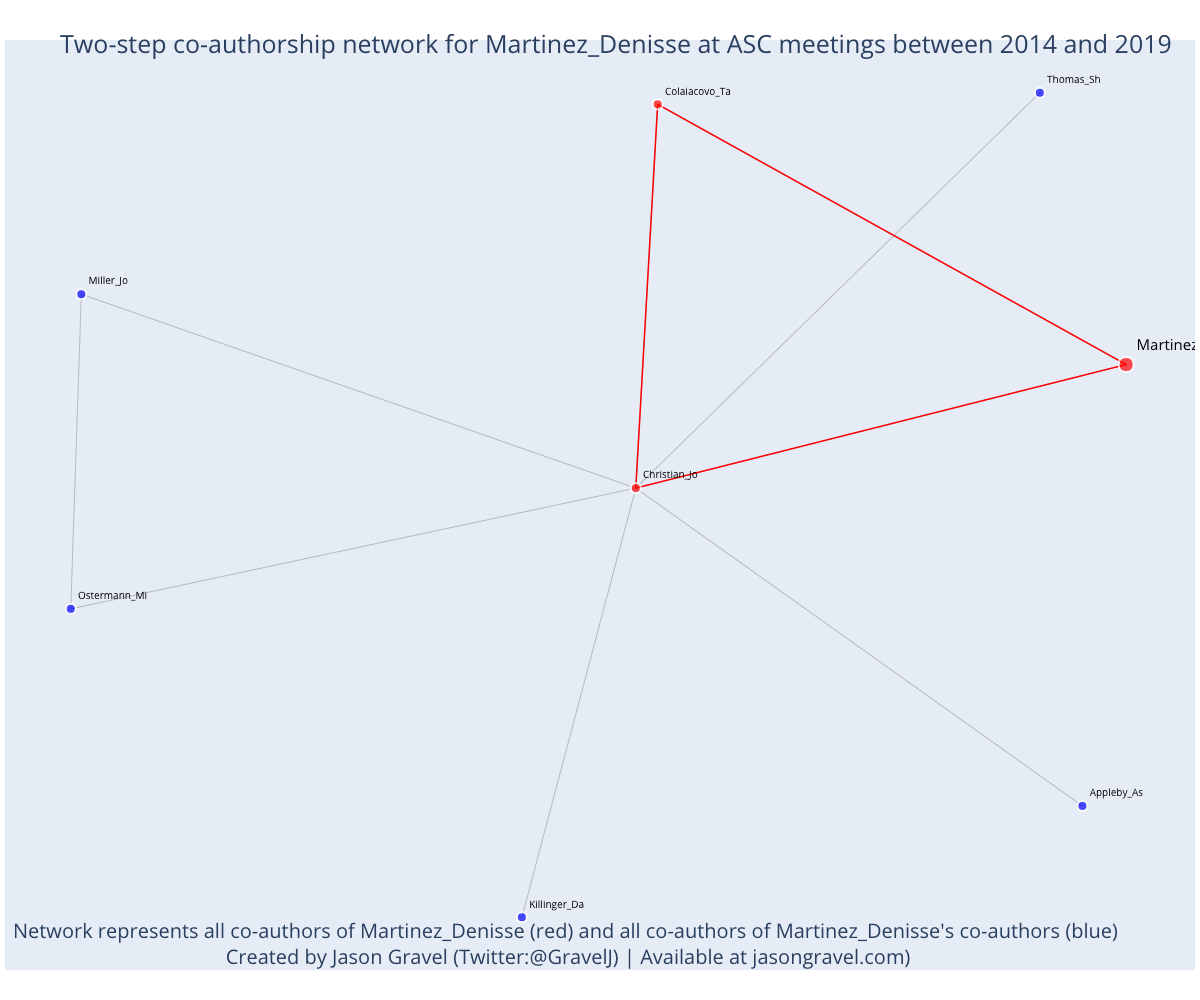 Two-step co-authorship network for Martinez_Denisse at ASC meetings between 2014 and 2019
Thomas_Sh
Colaiacovo_Ta
Miller_Jo
Martinez
Christian_Jo
Ostermann_Mi
Appleby_As
Killinger_Da
Network represents all co-authors of Martinez_Denisse (red) and all co-authors of Martinez_Denisse's co-authors (blue)
Created by Jason Gravel (Twitter:@GravelJ) | Available at jasongravel.com)